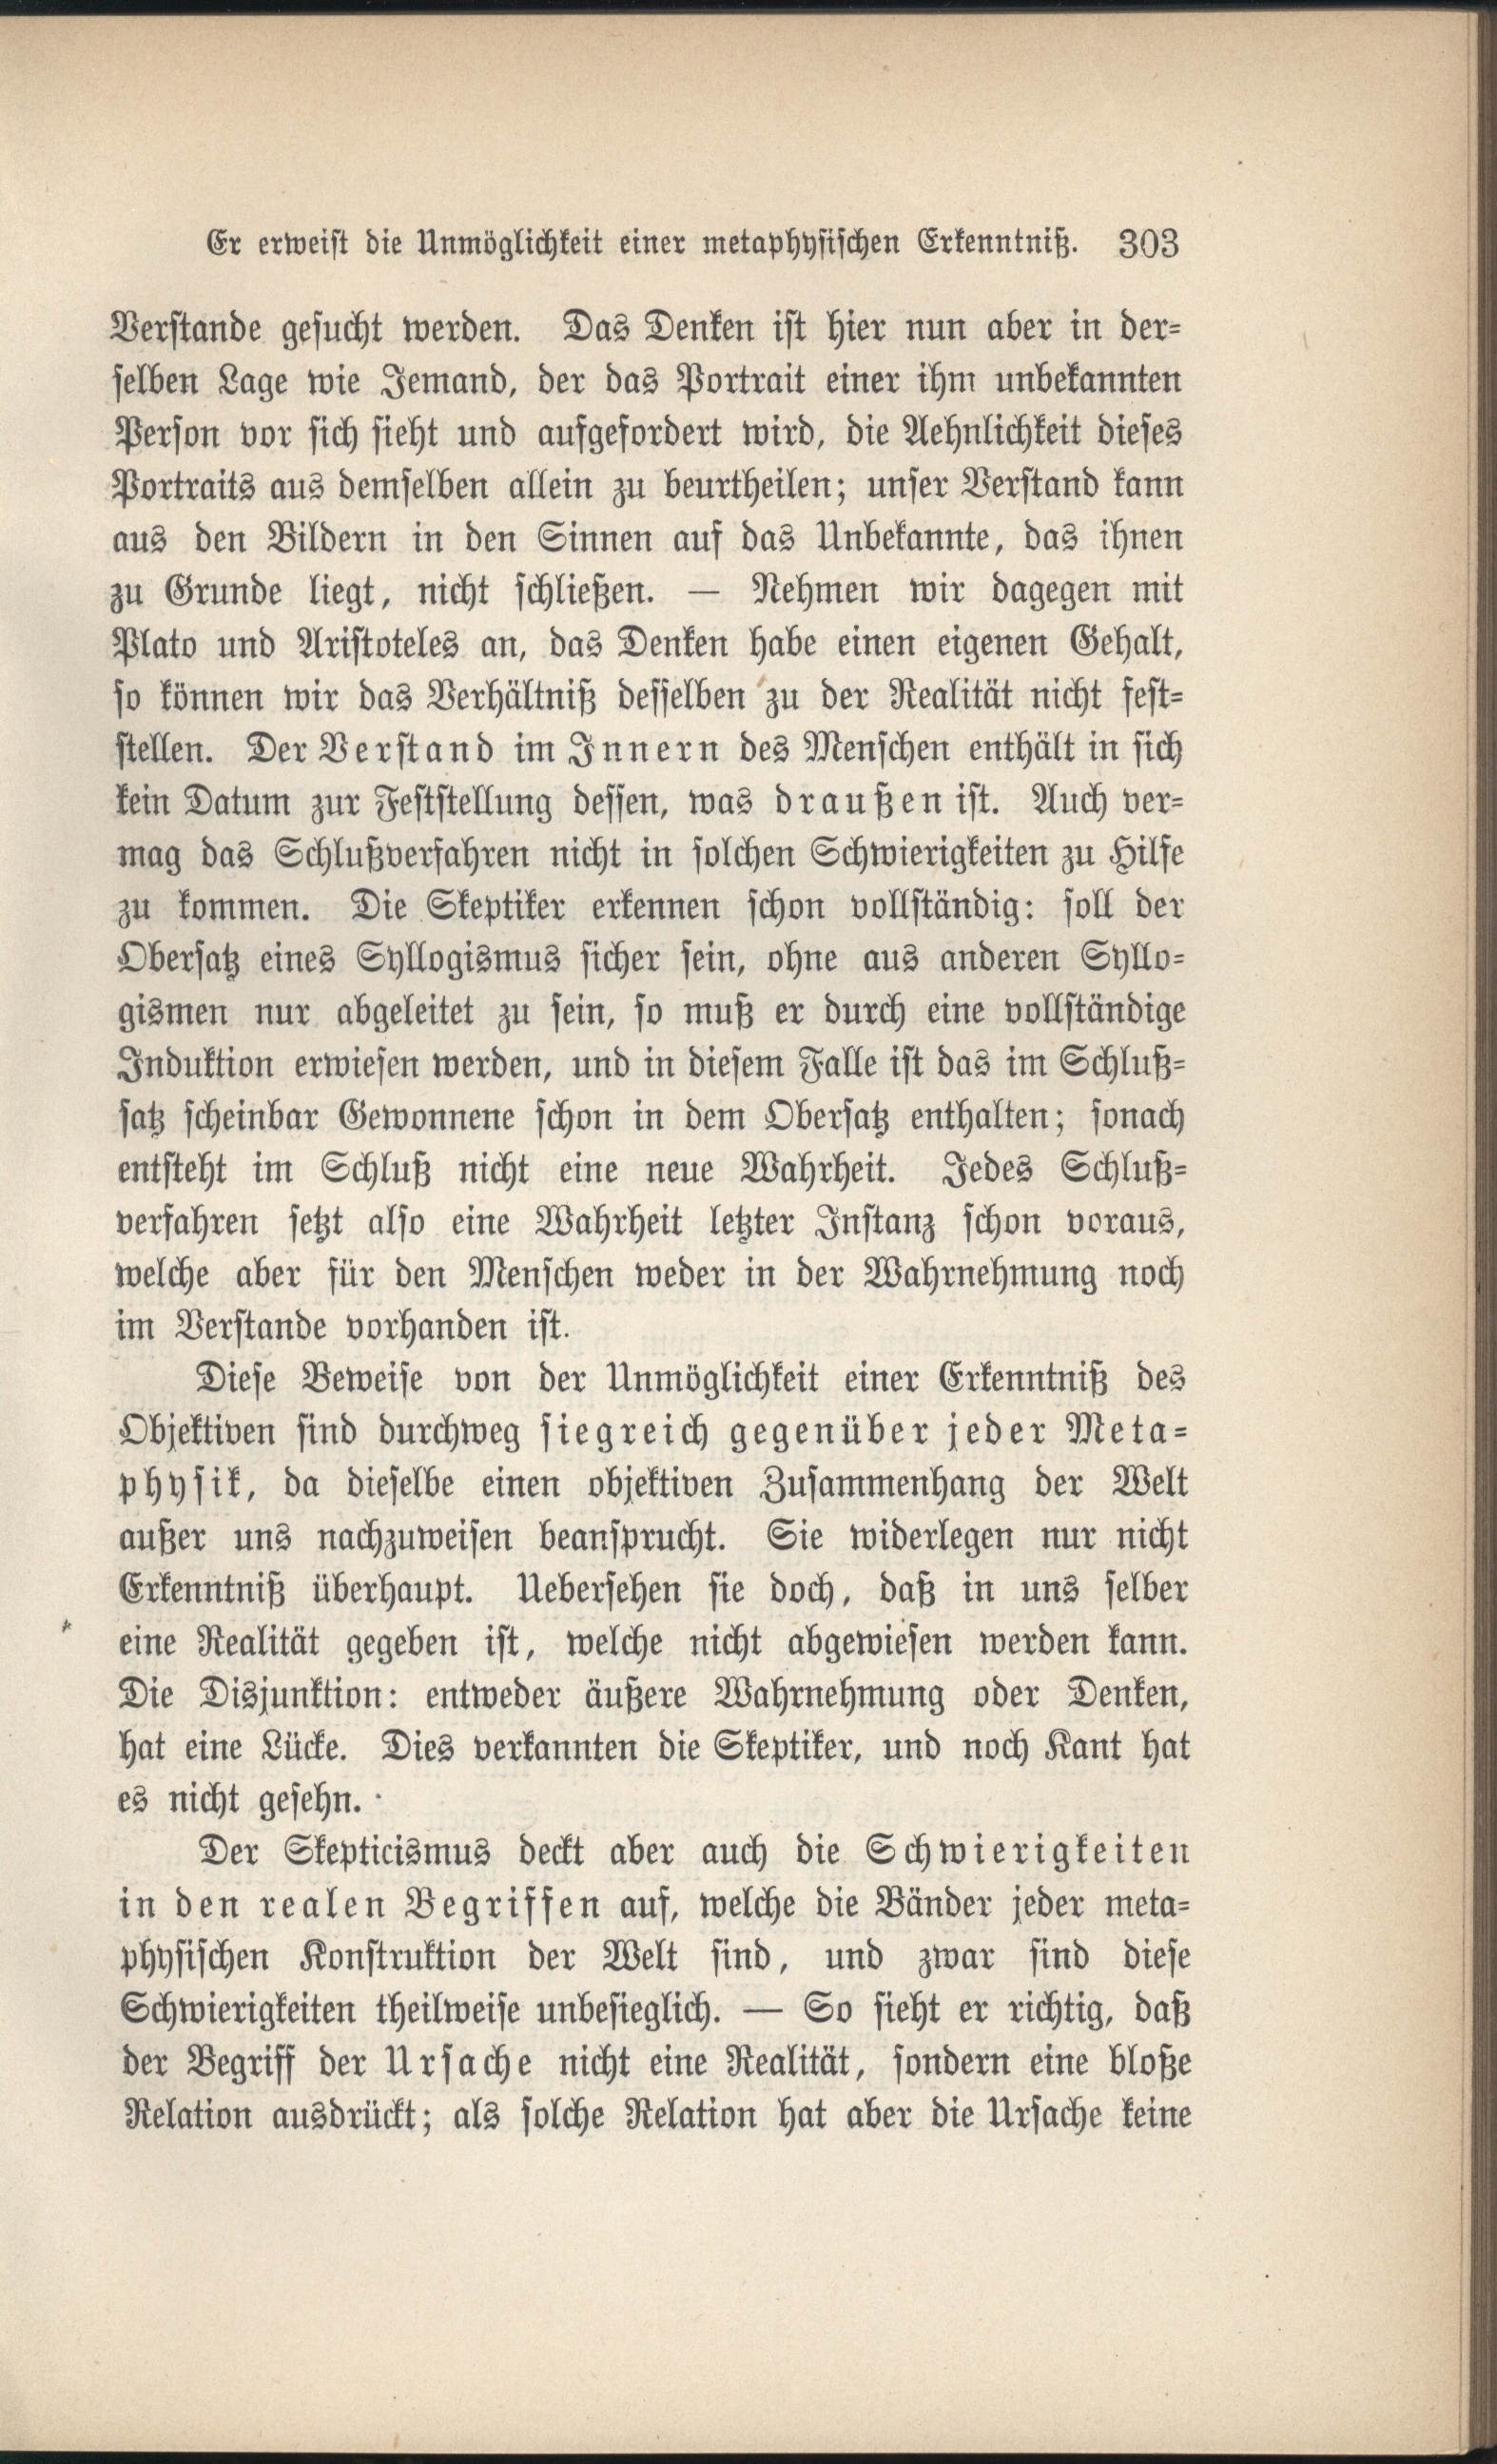 Er erweist die Unmöglichkeit einer metaphysischen Erkenntniß. 303
Verstande gesucht werden. Das Denken ist hier nun aber in der-
selben Lage wie Jemand, der das Portrait einer ihm unbekannten
Person vor sich sieht und aufgefordert wird, die Aehnlichkeit dieses
Portraits aus demselben allein zu beurtheilen; unser Verstand kann
aus den Bildern in den Sinnen auf das Unbekannte, das ihnen
zu Grunde liegt, nicht schließen. — Nehmen wir dagegen mit
Plato und Aristoteles an, das Denken habe einen eigenen Gehalt,
so können wir das Verhältniß desselben zu der Realität nicht fest-
stellen. Der Verstand im Innern des Menschen enthält in sich
kein Datum zur Feststellung dessen, was draußen ist. Auch ver-
mag das Schlußverfahren nicht in solchen Schwierigkeiten zu Hilfe
zu kommen. Die Skeptiker erkennen schon vollständig: soll der
Obersatz eines Syllogismus sicher sein, ohne aus anderen Syllo-
gismen nur abgeleitet zu sein, so muß er durch eine vollständige
Induktion erwiesen werden, und in diesem Falle ist das im Schluß-
satz scheinbar Gewonnene schon in dem Obersatz enthalten; sonach
entsteht im Schluß nicht eine neue Wahrheit. Jedes Schluß-
verfahren setzt also eine Wahrheit letzter Instanz schon voraus,
welche aber für den Menschen weder in der Wahrnehmung noch
im Verstande vorhanden ist.
Diese Beweise von der Unmöglichkeit einer Erkenntniß des
Objektiven sind durchweg siegreich gegenüber jeder Meta-
physik, da dieselbe einen objektiven Zusammenhang der Welt
außer uns nachzuweisen beansprucht. Sie widerlegen nur nicht
Erkenntniß überhaupt. Uebersehen sie doch, daß in uns selber
eine Realität gegeben ist, welche nicht abgewiesen werden kann.
Die Disjunktion: entweder äußere Wahrnehmung oder Denken,
hat eine Lücke. Dies verkannten die Skeptiker, und noch Kant hat
es nicht gesehn.
Der Skepticismus deckt aber auch die Schwierigkeiten
in den realen Begriffen auf, welche die Bänder jeder meta-
physischen Konstruktion der Welt sind, und zwar sind diese
Schwierigkeiten theilweise unbesieglich. — So sieht er richtig, daß
der Begriff der Ursache nicht eine Realität, sondern eine bloße
Relation ausdrückt; als solche Relation hat aber die Ursache keine